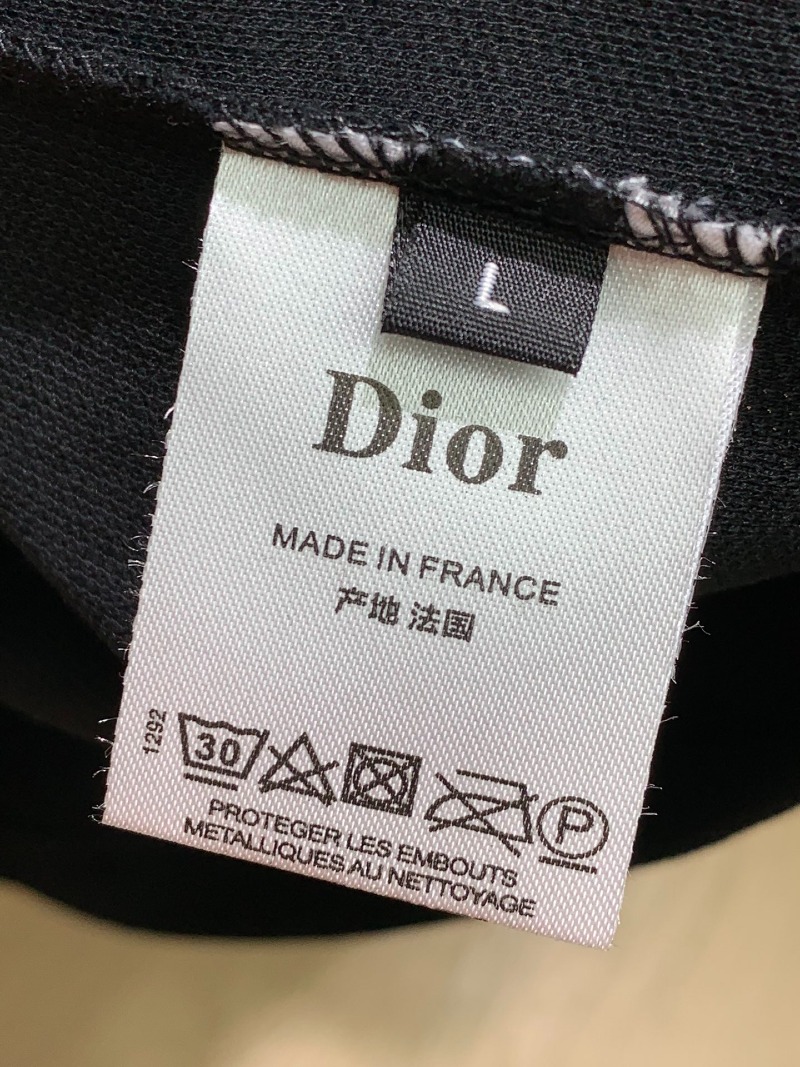 L
Dior
MADE IN FRANCE
产地 法国
1292
30
P
PROTEGER LES EMBOUTS
METALLIQUES AU NETTOYAGE